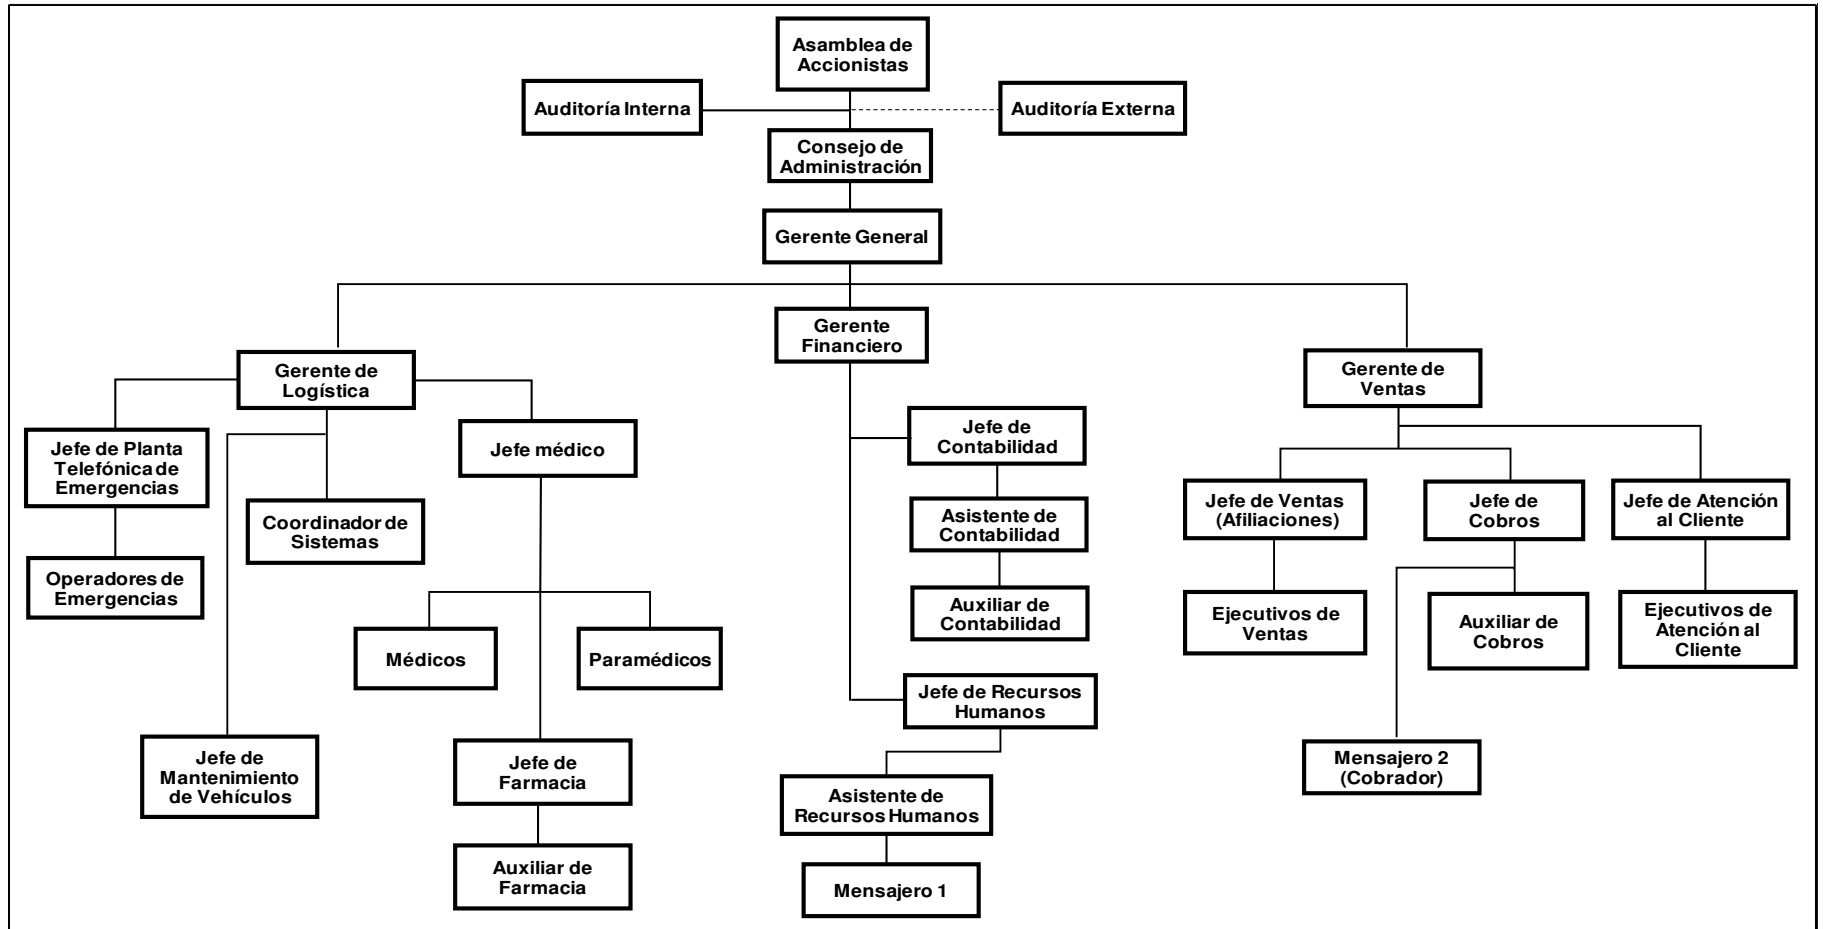 Asamblea de
Accionistas
Auditoría Interna
Auditoría Externa
Consejo de
Administración
Gerente General
Gerente
Financiero
Gerente de
Logística
Gerente de
Ventas
Jefe de Planta
Telefónica de
Emergencias
Jefe médico
Jefe de
Contabilidad
Jefe de Ventas
(Afiliaciones)
Jefe de
Cobros
Jefe de Atención
al Cliente
Coordinador de
Sistemas
Asistente de
Contabilidad
Operadores de
Emergencias
Auxiliar de
Contabilidad
Ejecutivos de
Ventas
Auxiliar de
Cobros
Ejecutivos de
Atención al
Cliente
Médicos
Paramédicos
Jefe de Recursos
Humanos
Jefe de
Mantenimiento
de Vehículos
Jefe de
Farmacia
Mensajero 2
(Cobrador)
Asistente de
Recursos Humanos
Auxiliar de
Farmacia
Mensajero 1